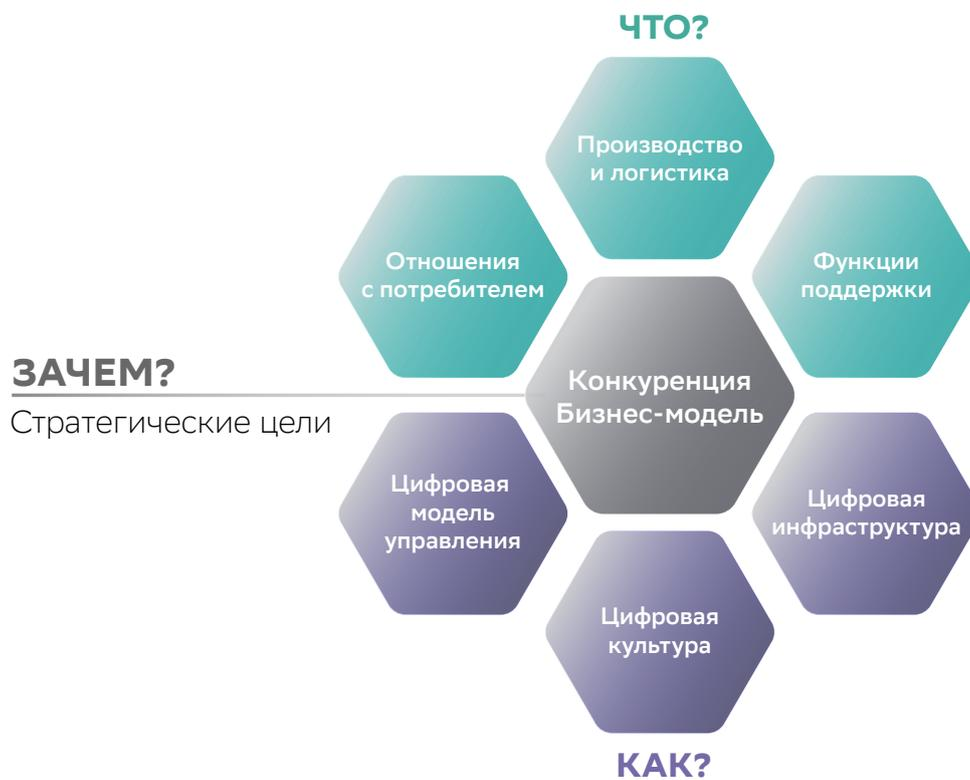 ЧТО?
Производство
и логистика
Отношения
с потребителем
Функции
поддержки
ЗАЧЕМ?
Стратегические цели
Конкуренция
Бизнес-модель
Цифровая
модель
управления
Цифровая
инфраструктура
Цифровая
культура
КАК?